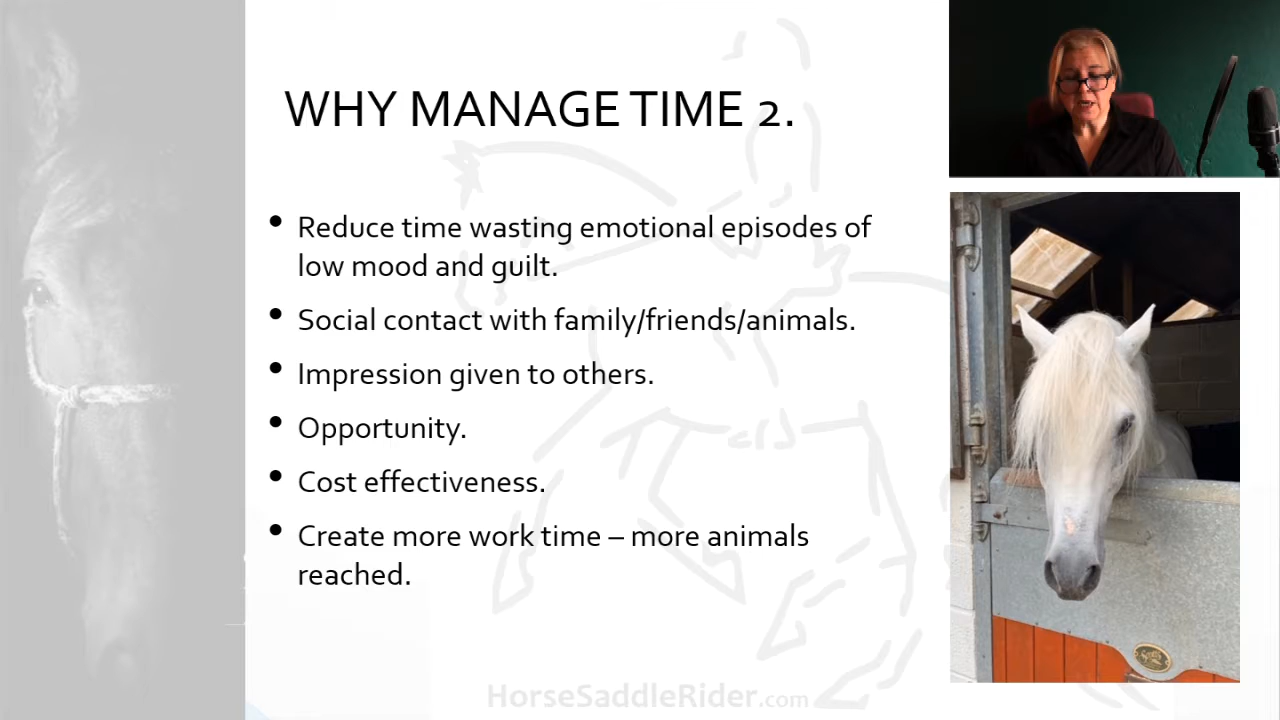 WHY MANAGE TIME 2.
• Reduce time wasting emotional episodes of
low mood and guilt.
• Social contact with family/friends/animals.
• Impression given to others.
• Opportunity.
• Cost effectiveness.
• Create more work time – more animals
reached.
HorseSaddleRider.com